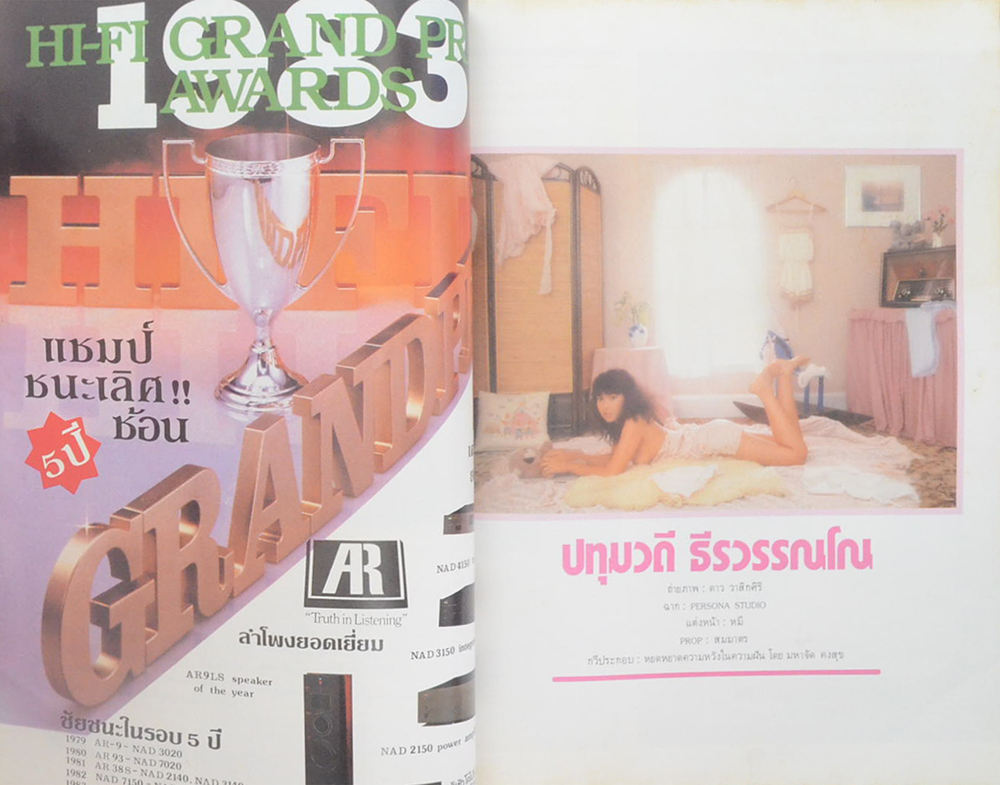 HI-FI GRAND PR
1983
AWARDS
HI-FI
GRAND PR
แชมป์
ชนะเลิศ!!
ซ้อน
5ปี
AR
"Truth in Listening"
ลำโพงยอดเยี่ยม
AR9LS speaker
of the year
NAD 4150
NAD 3150
NAD 2150 power
ชัยชนะในรอบ 5 ปี
1979 AR-9 - NAD 3020
1980 AR 93 - NAD 7020
1981 AR 38S - NAD 2140, NAD 3140
1982 NAD 7150 -
ปทุมวดี ธีรวรรณโณ
ถ่ายภาพ : ดาว วาสิยศิริ
ฉาก : PERSONA STUDIO
แต่งหน้า : หมี
PROP : สมมาตร
กวีประกอบ : หยดหยาดความหวังในความฝัน โดย มหาจัด คงสุข